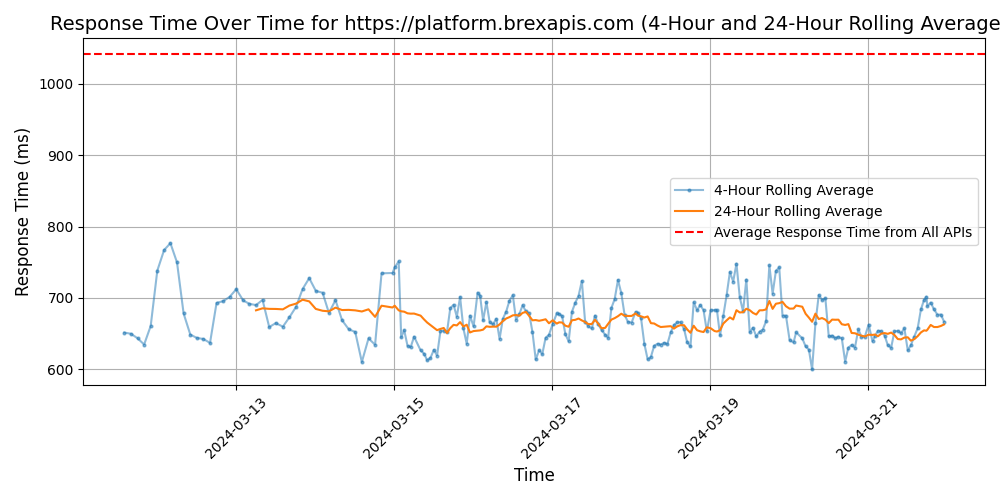 Response Time Over Time for https://platform.brexapis.com (4-Hour and 24-Hour Rolling Average
Response Time (ms)
1000
900
800
700
600
4-Hour Rolling Average
24-Hour Rolling Average
Average Response Time from All APIs
2024-03-13
2024-03-15
2024-03-17
2024-03-19
2024-03-21
Time